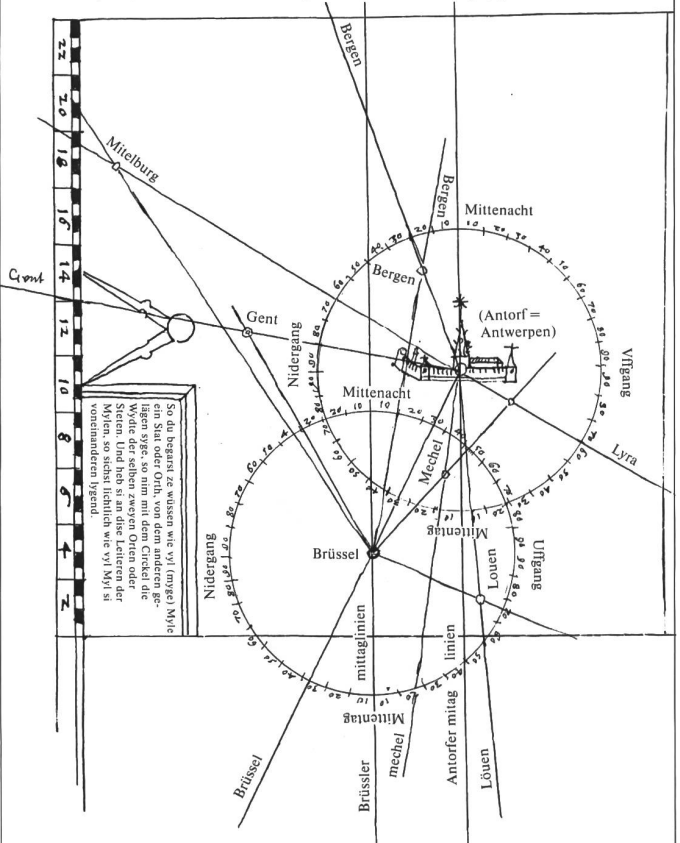 22
20
18
16
14
12
10
8
6
4
2
Bergen
Mitelburg
Bergen
Mittenacht
Bergen
Gent
Gent
(Antorf =
Antwerpen)
Nidergang
Vffgang
Mittenacht
Mechel
Lyra
Mittentag
So du begarst ze wüssen wie vyl (myge) Myle
ein Stat oder Orth, von dem anderen ge-
lägen syge, so nim mit dem Circkel die
Wydte der selben zweyen Orten oder
Steten. Und heb si an dise Leiteren der
Mylen, so sichst lichtlich wie vyl Myl si
voneinanderen lygend.
Nidergang
Brüssel
Uffgang
Louen
mittaglinien
linien
Mittentag
Brüssel
Brüssler
mechel
Antorfer mitag
Löuen